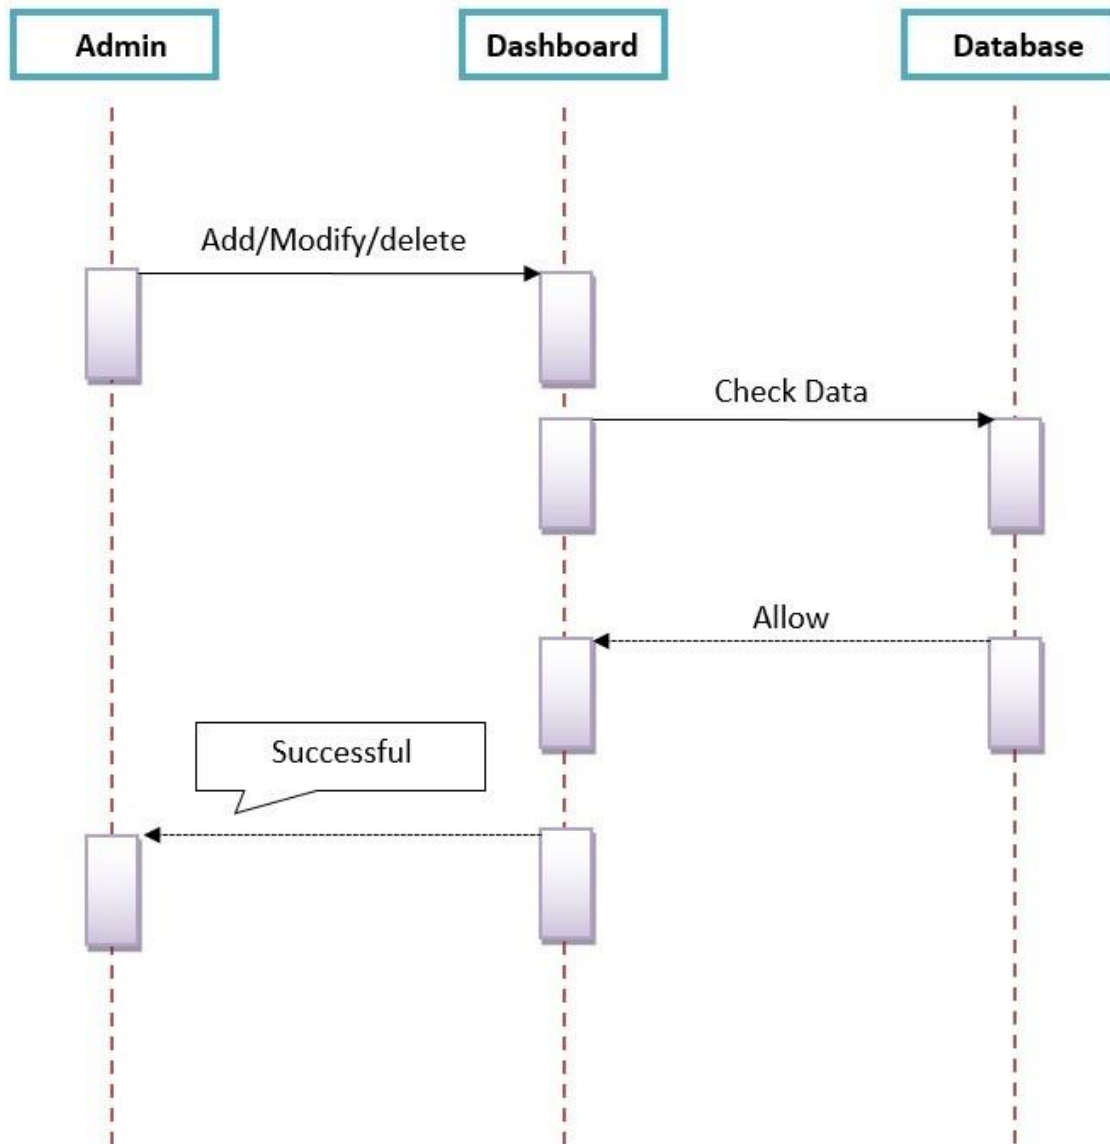 Admin
Dashboard
Database
Add/Modify/delete
Check Data
Allow
Successful